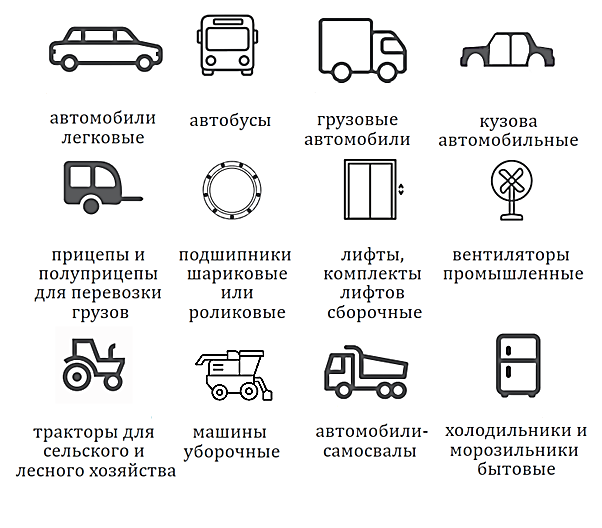 автомобили
легковые
автобусы
грузовые
автомобили
кузова
автомобильные
прицепы и
полуприцепы
для перевозки
грузов
подшипники
шариковые
или
роликовые
лифты,
комплекты
лифтов
сборочные
вентиляторы
промышленные
тракторы для
сельского и
лесного хозяйства
машины
уборочные
автомобили-
самосвалы
холодильники и
морозильники
бытовые